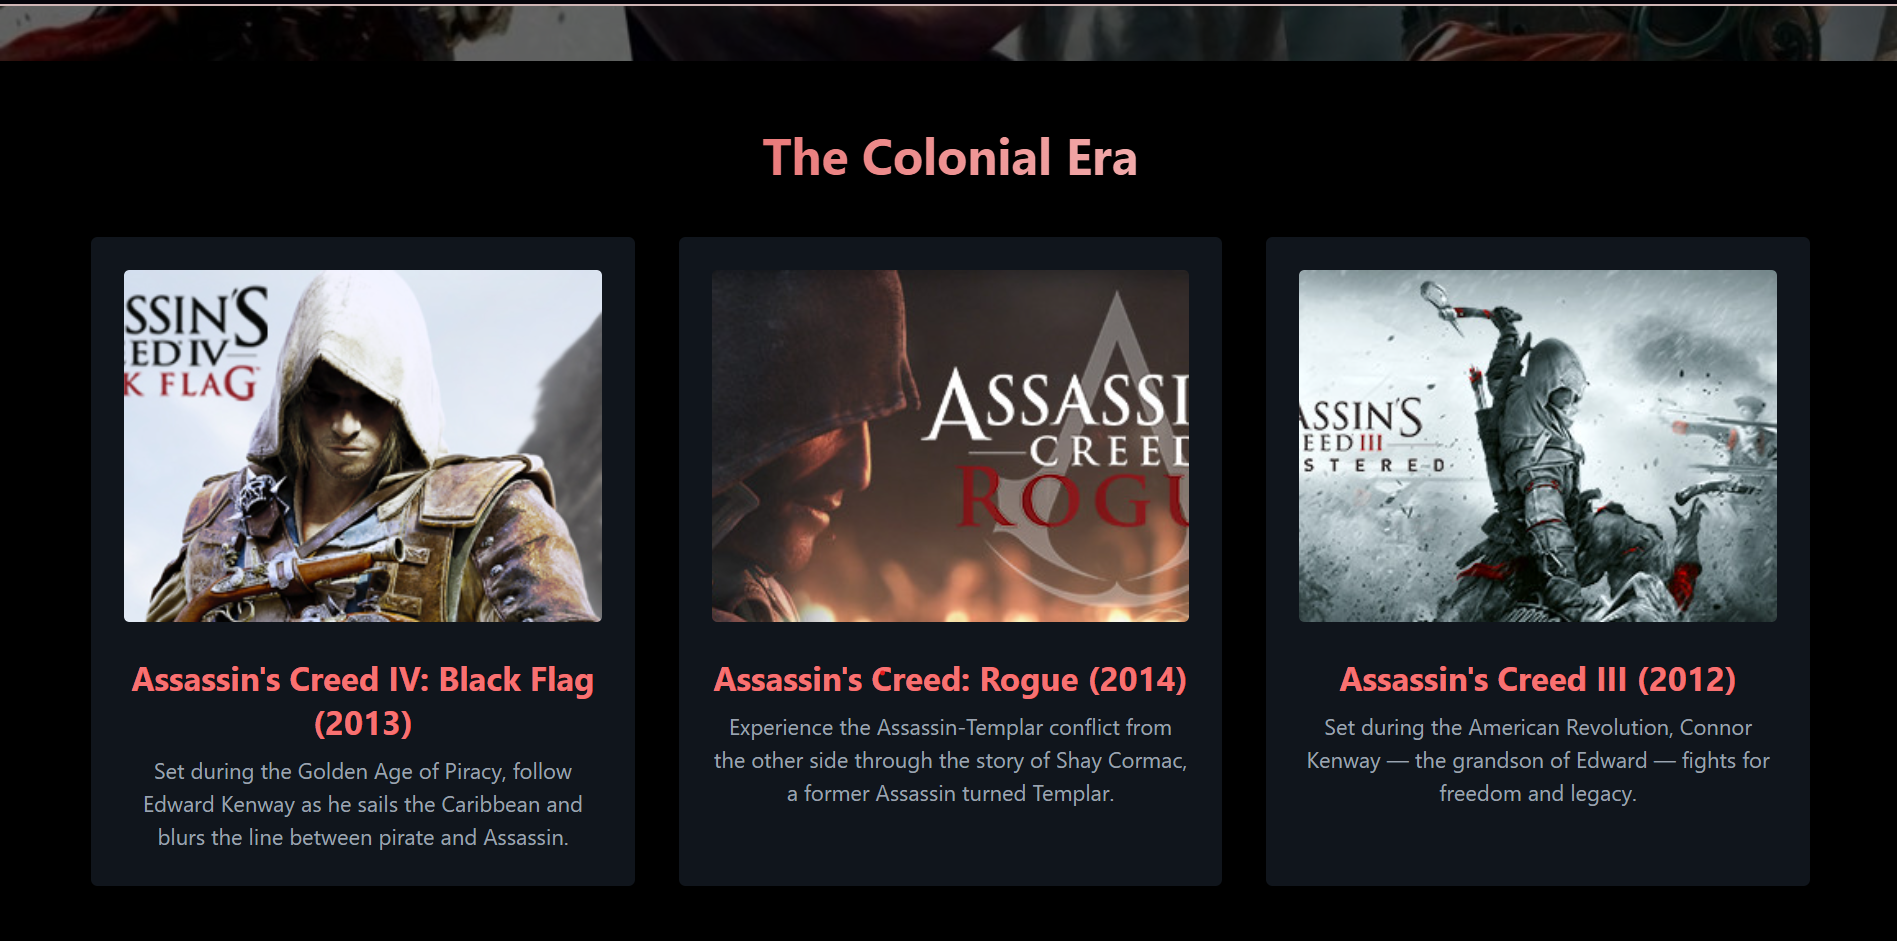 The Colonial Era
SSIN'S
EED IV
K FLAG
Assassin's Creed IV: Black Flag
(2013)
Set during the Golden Age of Piracy, follow
Edward Kenway as he sails the Caribbean and
blurs the line between pirate and Assassin.
ASSASSI
CREED
ROGU
Assassin's Creed: Rogue (2014)
Experience the Assassin-Templar conflict from
the other side through the story of Shay Cormac,
a former Assassin turned Templar.
ASSIN'S
EED III
STERED
Assassin's Creed III (2012)
Set during the American Revolution, Connor
Kenway — the grandson of Edward — fights for
freedom and legacy.